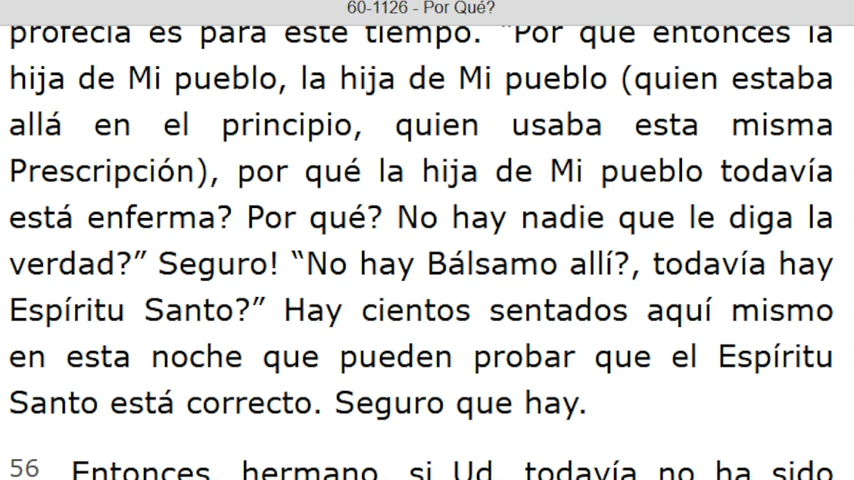 60-1126 - Por Qué?
profecía es para este tiempo. “Por qué entonces la
hija de Mi pueblo, la hija de Mi pueblo (quien estaba
allá en el principio, quien usaba esta misma
Prescripción), por qué la hija de Mi pueblo todavía
está enferma? Por qué? No hay nadie que le diga la
verdad?” Seguro! “No hay Bálsamo allí?, todavía hay
Espíritu Santo?” Hay cientos sentados aquí mismo
en esta noche que pueden probar que el Espíritu
Santo está correcto. Seguro que hay.
56 Entonces, hermano, si Ud. todavía no ha sido